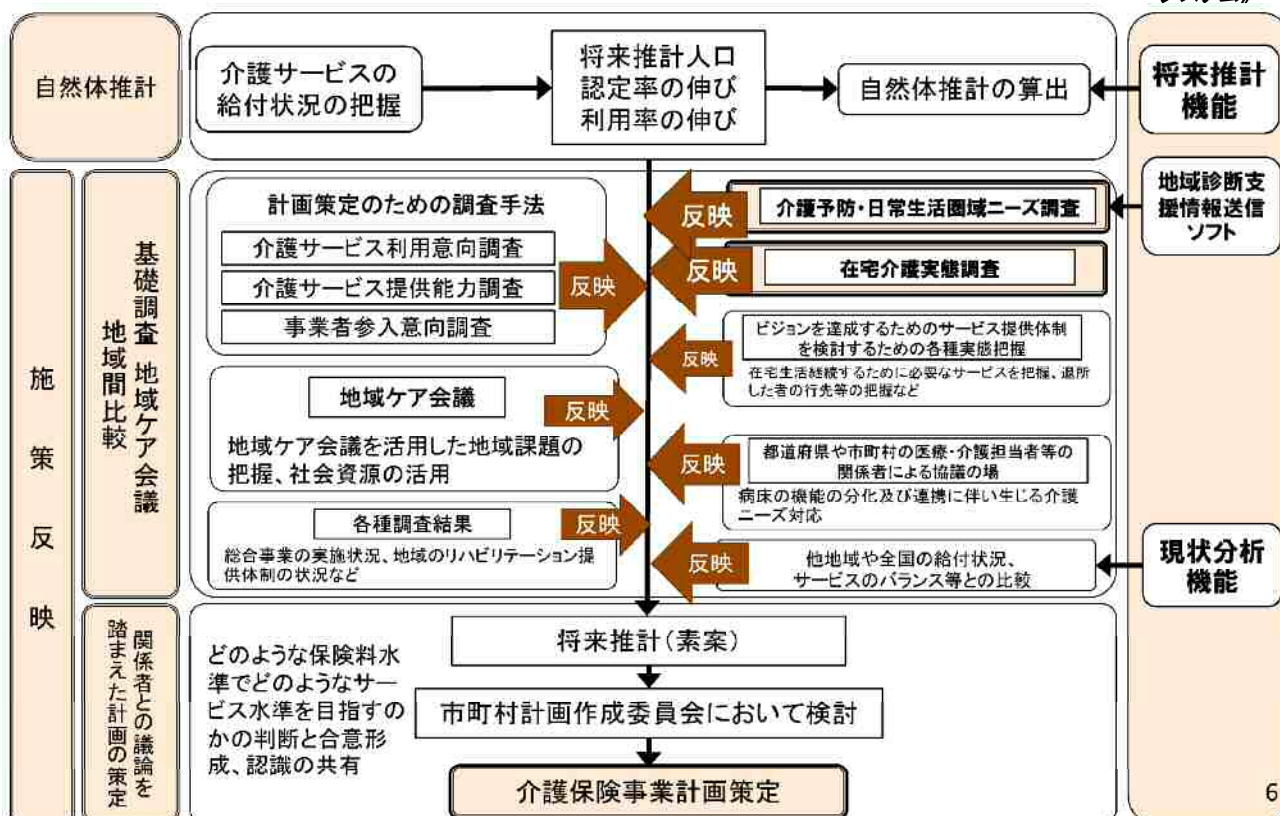 自然体推計
介護サービスの
給付状況の把握
将来推計人口
認定率の伸び
利用率の伸び
自然体推計の算出
将来推計
機能
施策反映
基礎調査 地域ケア会議
地域間比較
計画策定のための調査手法
介護サービス利用意向調査
介護サービス提供能力調査
事業者参入意向調査
反映
反映
介護予防・日常生活圏域ニーズ調査
地域診断支
援情報送信
ソフト
反映
在宅介護実態調査
反映
ビジョンを達成するためのサービス提供体制
を検討するための各種実態把握
在宅生活継続するために必要なサービスを把握、退所
した者の行先等の把握など
地域ケア会議
反映
地域ケア会議を活用した地域課題の
把握、社会資源の活用
反映
都道府県や市町村の医療・介護担当者等の
関係者による協議の場
病床の機能の分化及び連携に伴い生じる介護
ニーズ対応
各種調査結果
反映
総合事業の実施状況、地域のリハビリテーション提
供体制の状況など
反映
他地域や全国の給付状況、
サービスのバランス等との比較
現状分析
機能
関係者との議論を
踏まえた計画の策定
どのような保険料水
準でどのようなサー
ビス水準を目指すの
かの判断と合意形
成、認識の共有
将来推計(素案)
市町村計画作成委員会において検討
介護保険事業計画策定
6